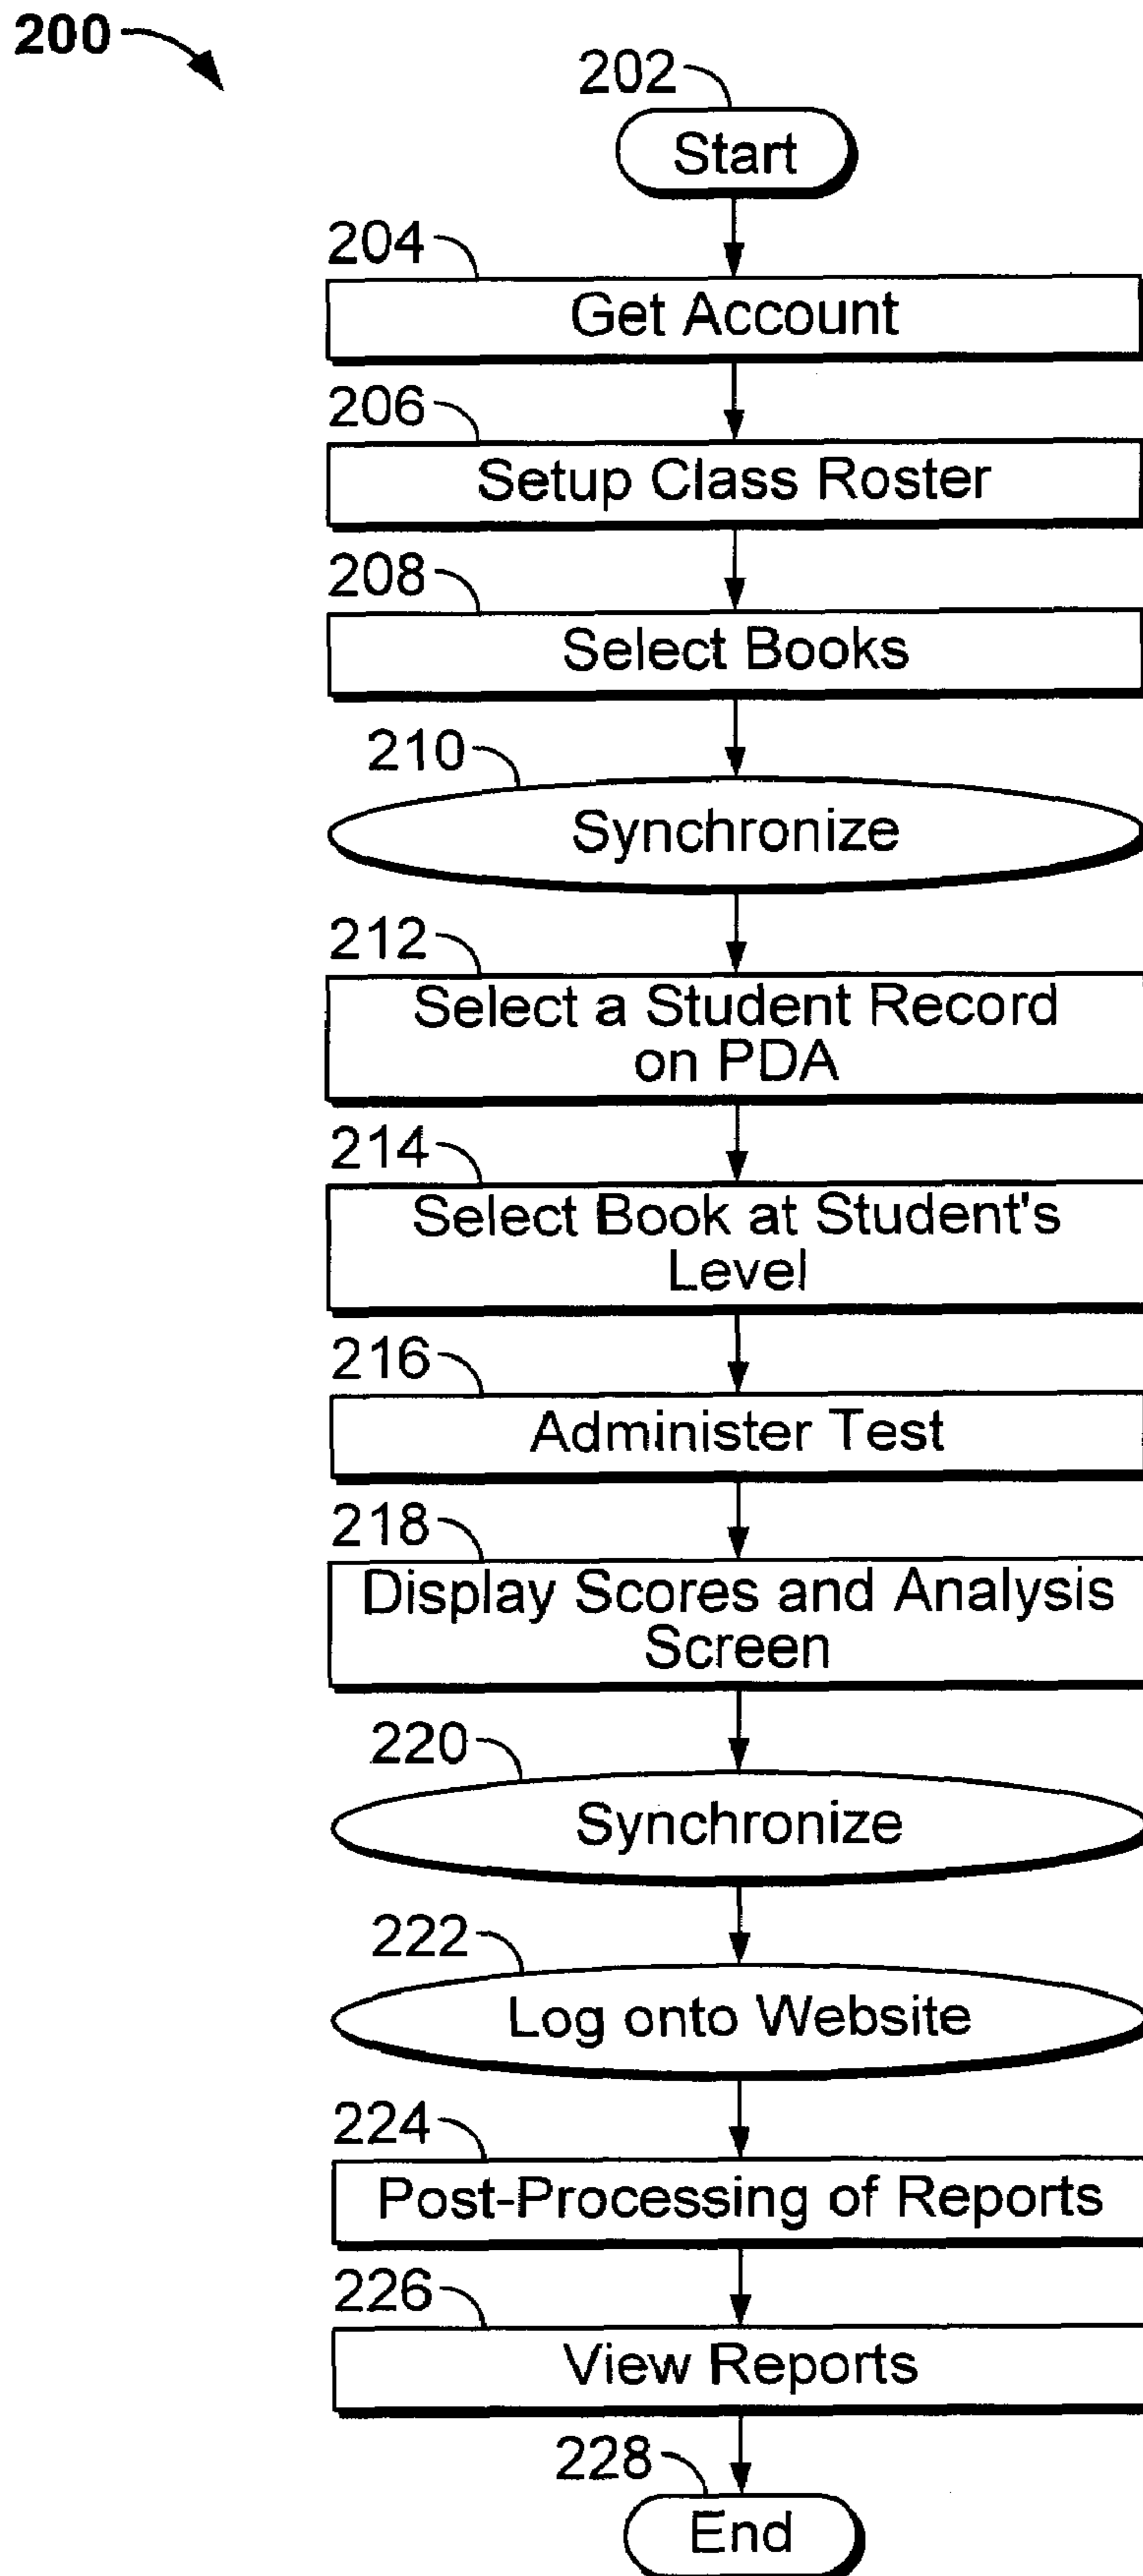 200
202
Start
204
Get Account
206
Setup Class Roster
208
Select Books
210
Synchronize
212
Select a Student Record
on PDA
214
Select Book at Student's
Level
216
Administer Test
218
Display Scores and Analysis
Screen
220
Synchronize
222
Log onto Website
224
Post-Processing of Reports
226
View Reports
228
End